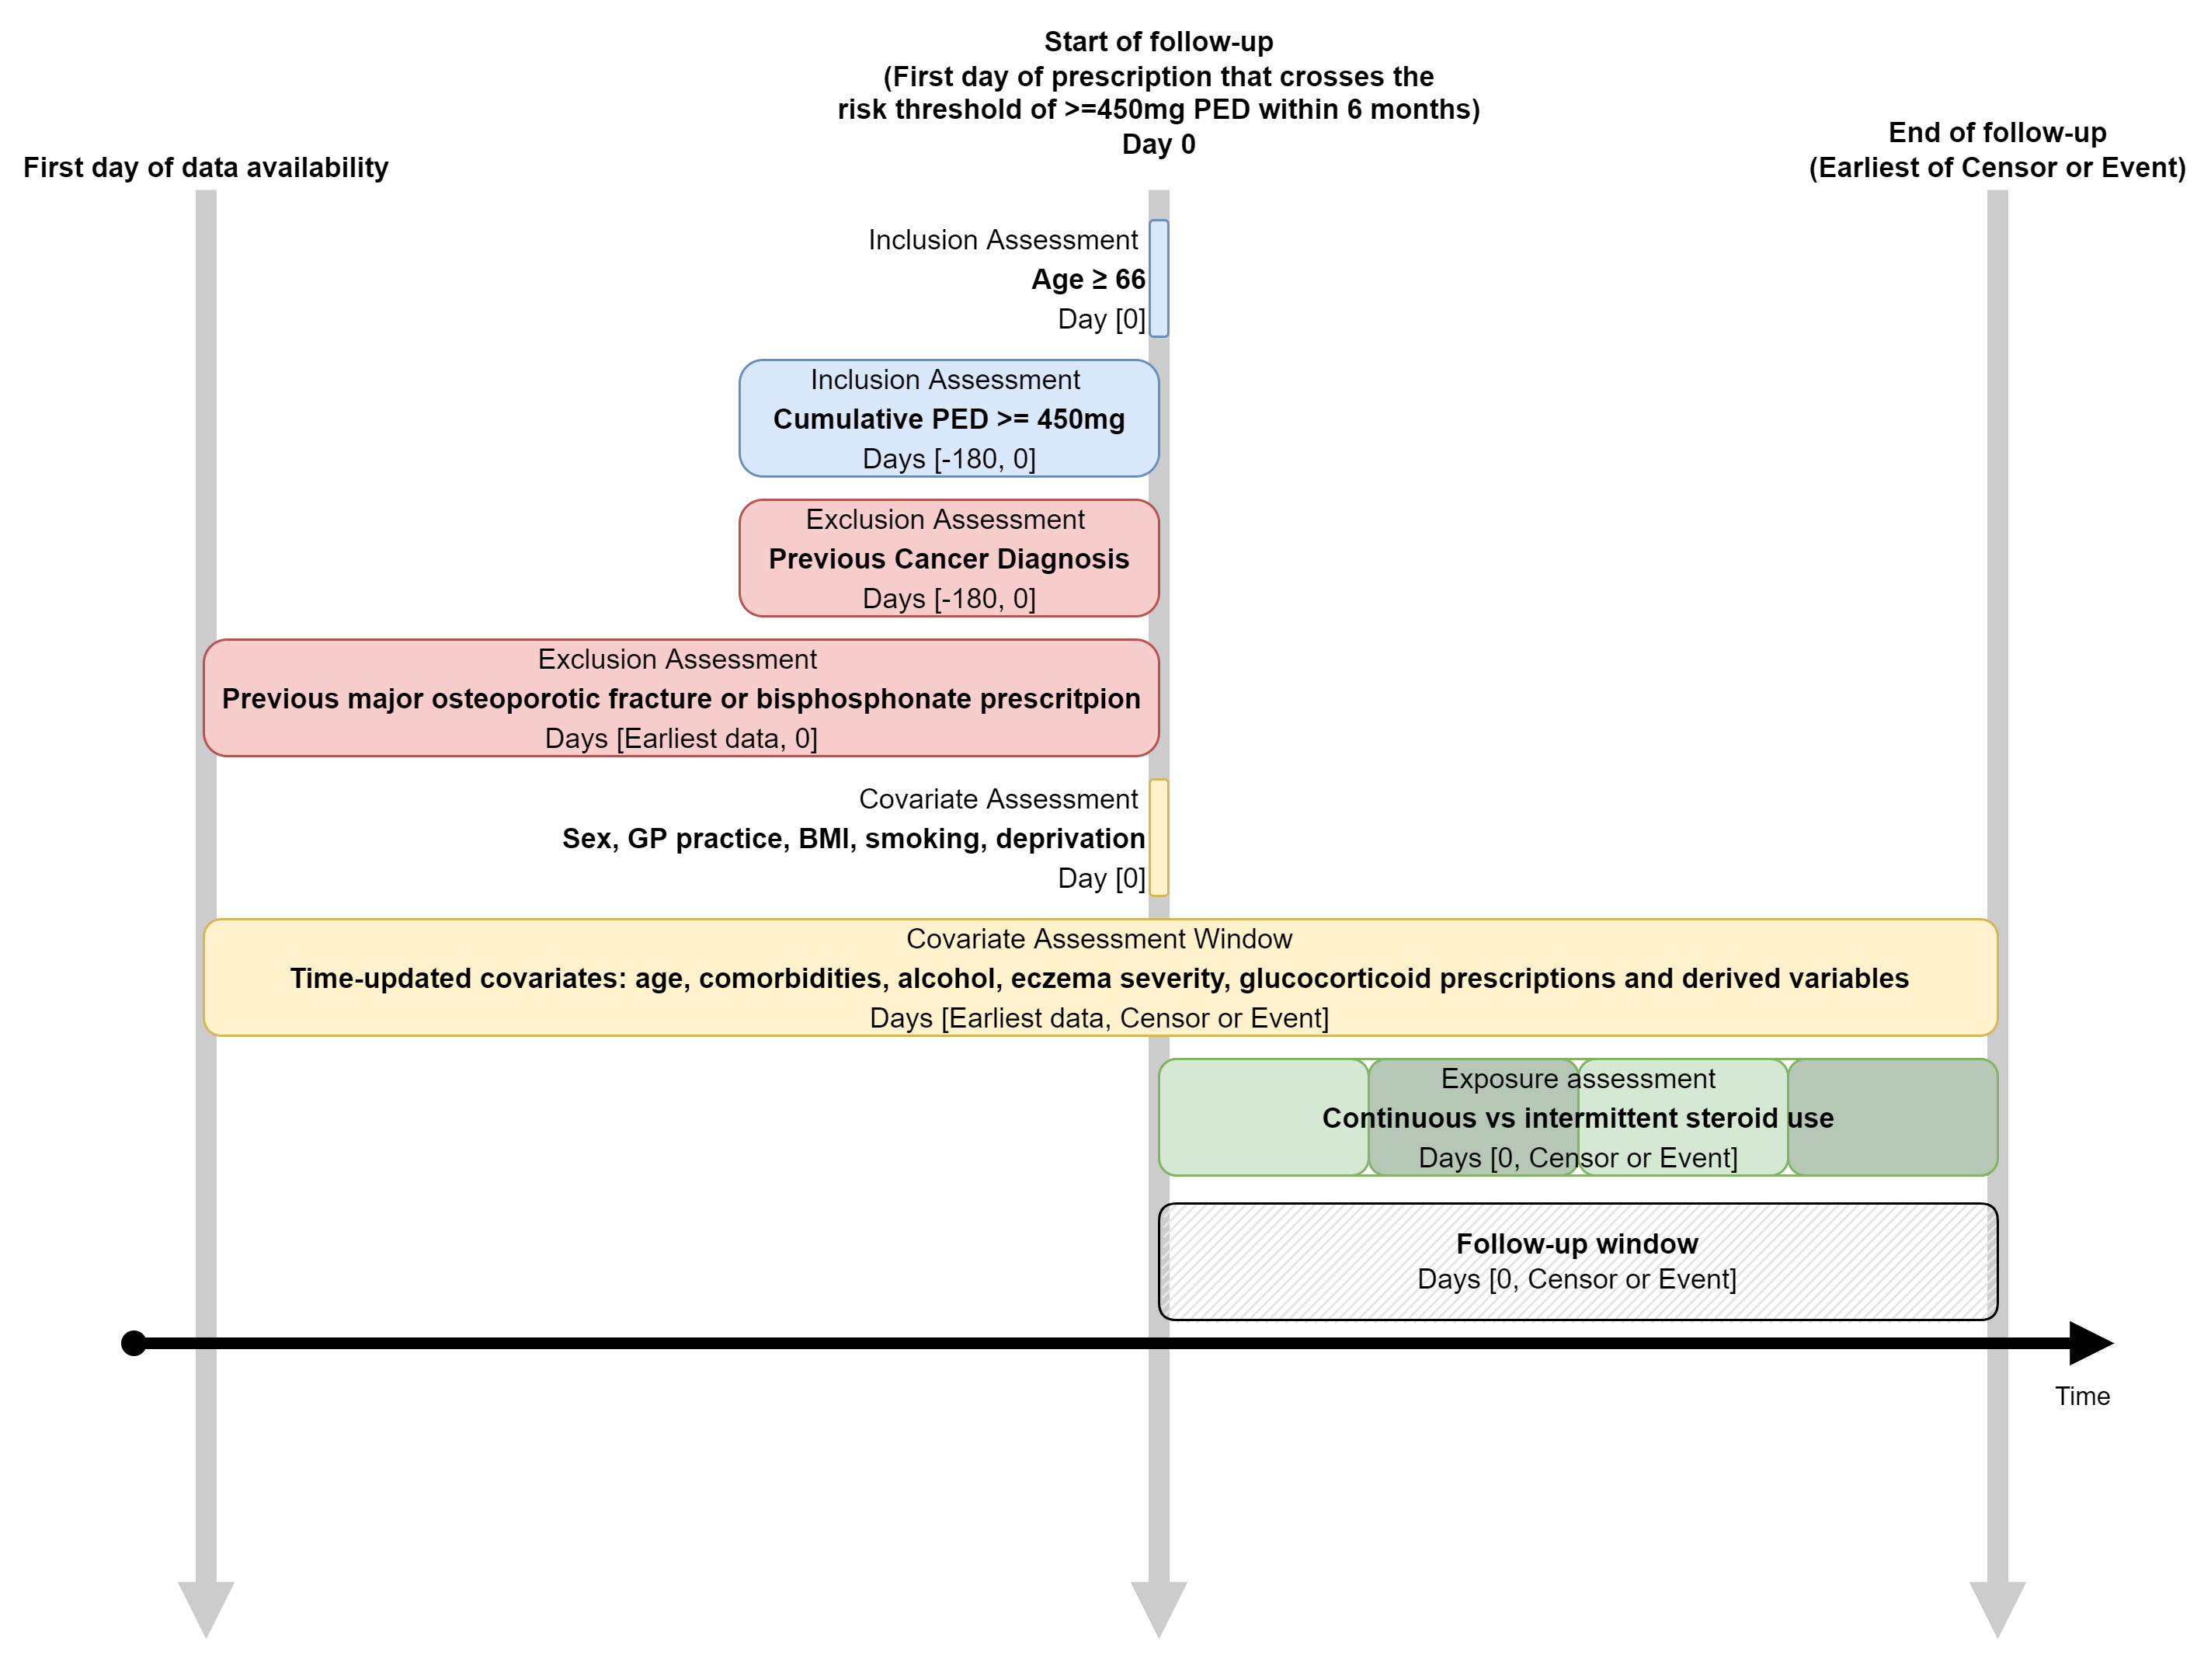 Start of follow-up
(First day of prescription that crosses the
risk threshold of >=450mg PED within 6 months)
Day 0
First day of data availability
End of follow-up
(Earliest of Censor or Event)
Inclusion Assessment
Age ≥ 66
Day [0]
Inclusion Assessment
Cumulative PED >= 450mg
Days [-180, 0]
Exclusion Assessment
Previous Cancer Diagnosis
Days [-180, 0]
Exclusion Assessment
Previous major osteoporotic fracture or bisphosphonate prescritpion
Days [Earliest data, 0]
Covariate Assessment
Sex, GP practice, BMI, smoking, deprivation
Day [0]
Covariate Assessment Window
Time-updated covariates: age, comorbidities, alcohol, eczema severity, glucocorticoid prescriptions and derived variables
Days [Earliest data, Censor or Event]
Exposure assessment
Continuous vs intermittent steroid use
Days [0, Censor or Event]
Follow-up window
Days [0, Censor or Event]
Time